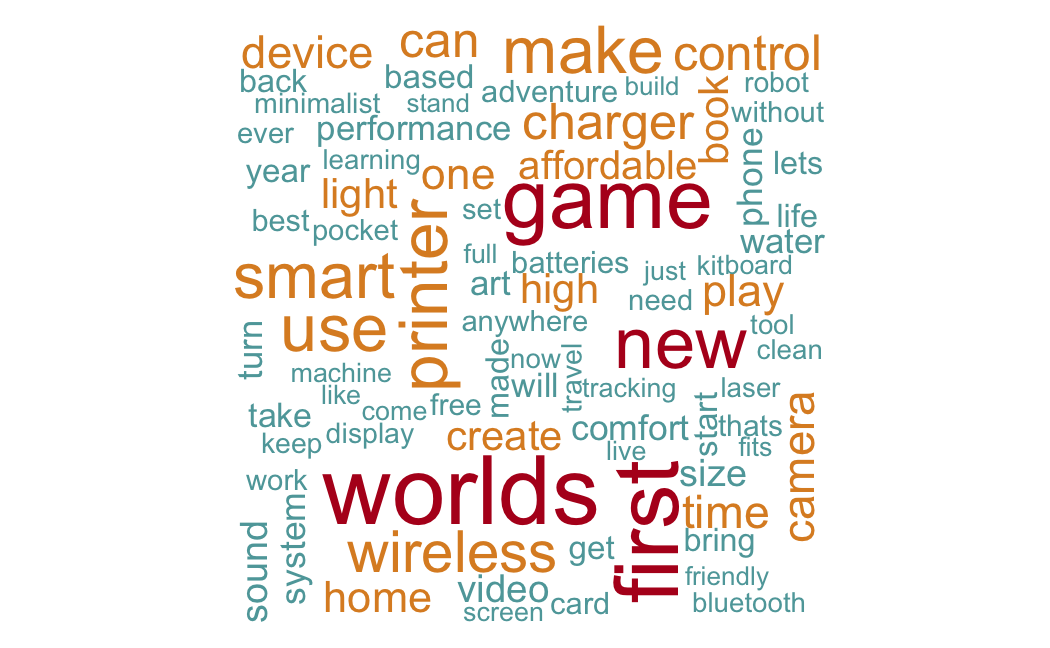 device
can
make
control
back
based
adventure
build
robot
minimalist
stand
book
without
ever
performance
charger
phone
year
learning
one
affordable
lets
light
printer
set
game
life
best
pocket
water
smart
full
batteries
just
kitboard
art
high
need
play
use
anywhere
new
tool
turn
made
now
travel
clean
machine
will
tracking
laser
like
start
camera
take
come
free
comfort
thats
keep
display
create
live
fits
work
worlds
first
size
sound
system
wireless
get
time
bring
home
video
card
friendly
screen
bluetooth